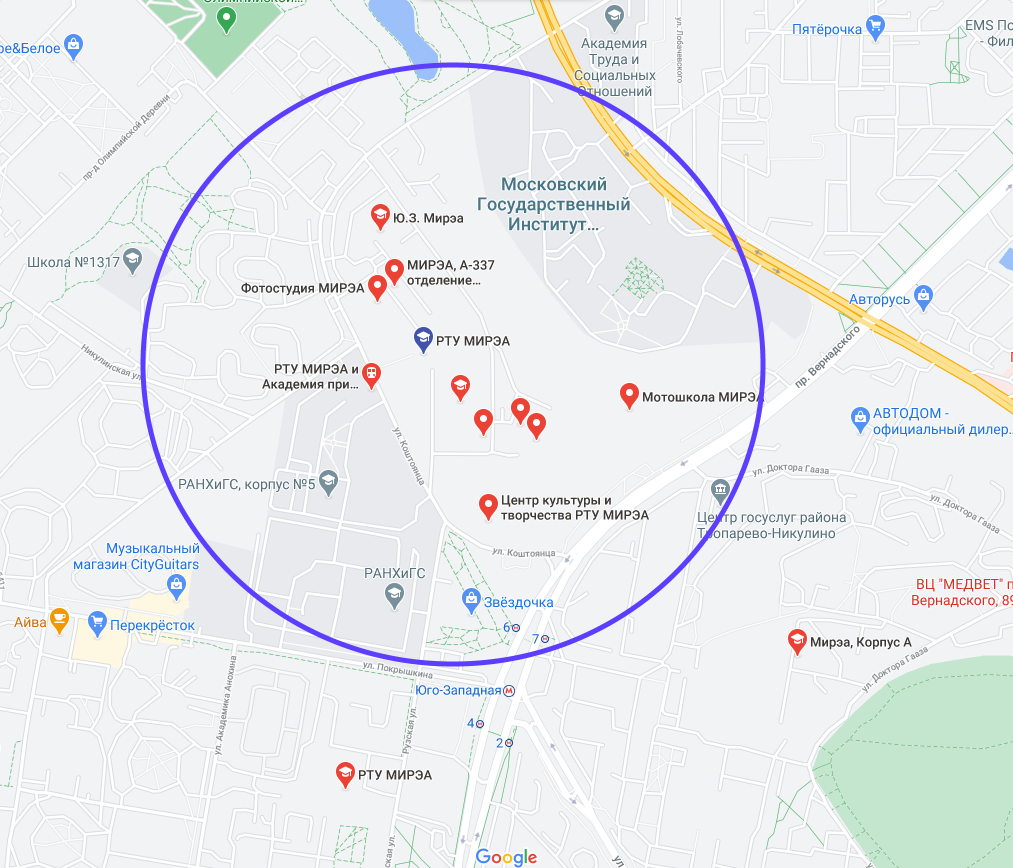 Олимпийской...
Пятёрочка
EMS По
- Фил
ул. Лобачевского
ре&Белое
Академия
Труда и
Социальных
Отношений
пр-д Олимпийской Деревни
Московский
Государственный
Институт...
Ю.З. Мирэа
Школа №1317
МИРЭА, А-337
отделение...
Фотостудия МИРЭА
Авторусь
РТУ МИРЭА
пр. Вернадского
Никулинская ул.
РТУ МИРЭА и
Академия при...
Мотошкола МИРЭА
АВТОДОМ -
официальный дилер...
ул. Коштоянца
ул. Доктора Гааза
РАНХиГС, корпус №5
ул. Доктора Гааза
Центр культуры и
творчества РТУ МИРЭА
Центр госуслуг района
Тропарево-Никулино
Музыкальный
магазин CityGuitars
ул. Коштоянца
РАНХиГС
ВЦ "МЕДВЕТ" п
Вернадского, 89
Звёздочка
Айва
Перекрёсток
6
7
Мирэа, Корпус А
ул. Покрышкина
ул. Доктора Гааза
Юго-Западная
М
ул. Академика Анохина
Рузская ул.
4
2
РТУ МИРЭА
Google
ул.